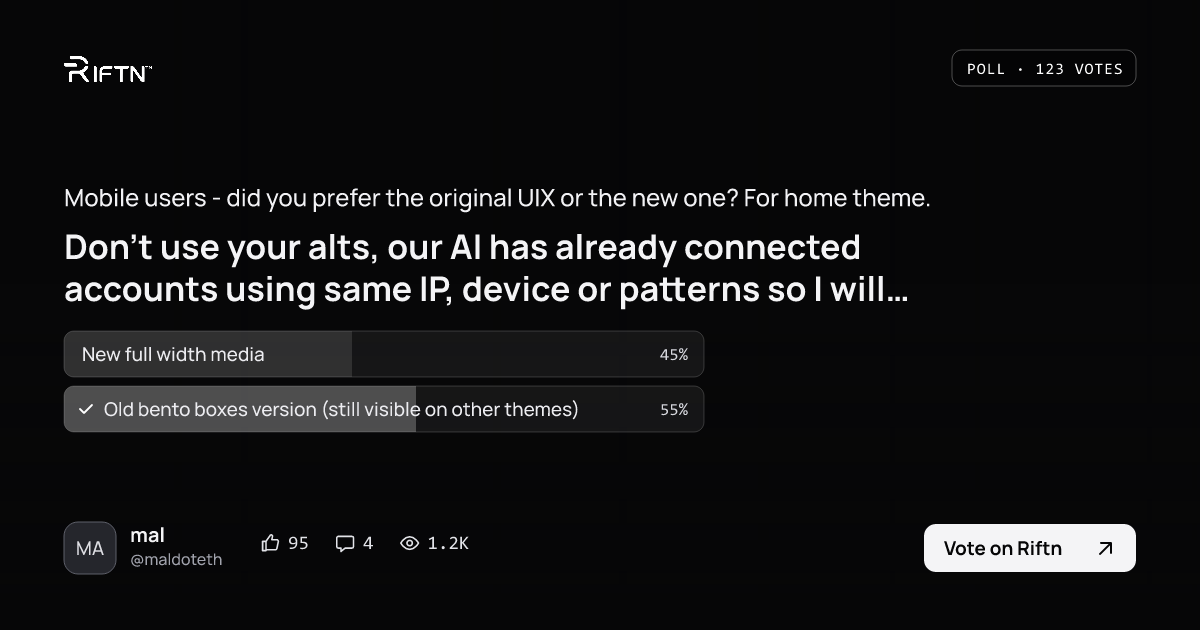 RIFTN™
POLL · 123 VOTES
Mobile users - did you prefer the original UIX or the new one? For home theme.
Don't use your alts, our AI has already connected
accounts using same IP, device or patterns so I will...
New full width media 45%
Old bento boxes version (still visible on other themes) 55%
MA
mal
@maldoteth
95 4 1.2K
Vote on Riftn